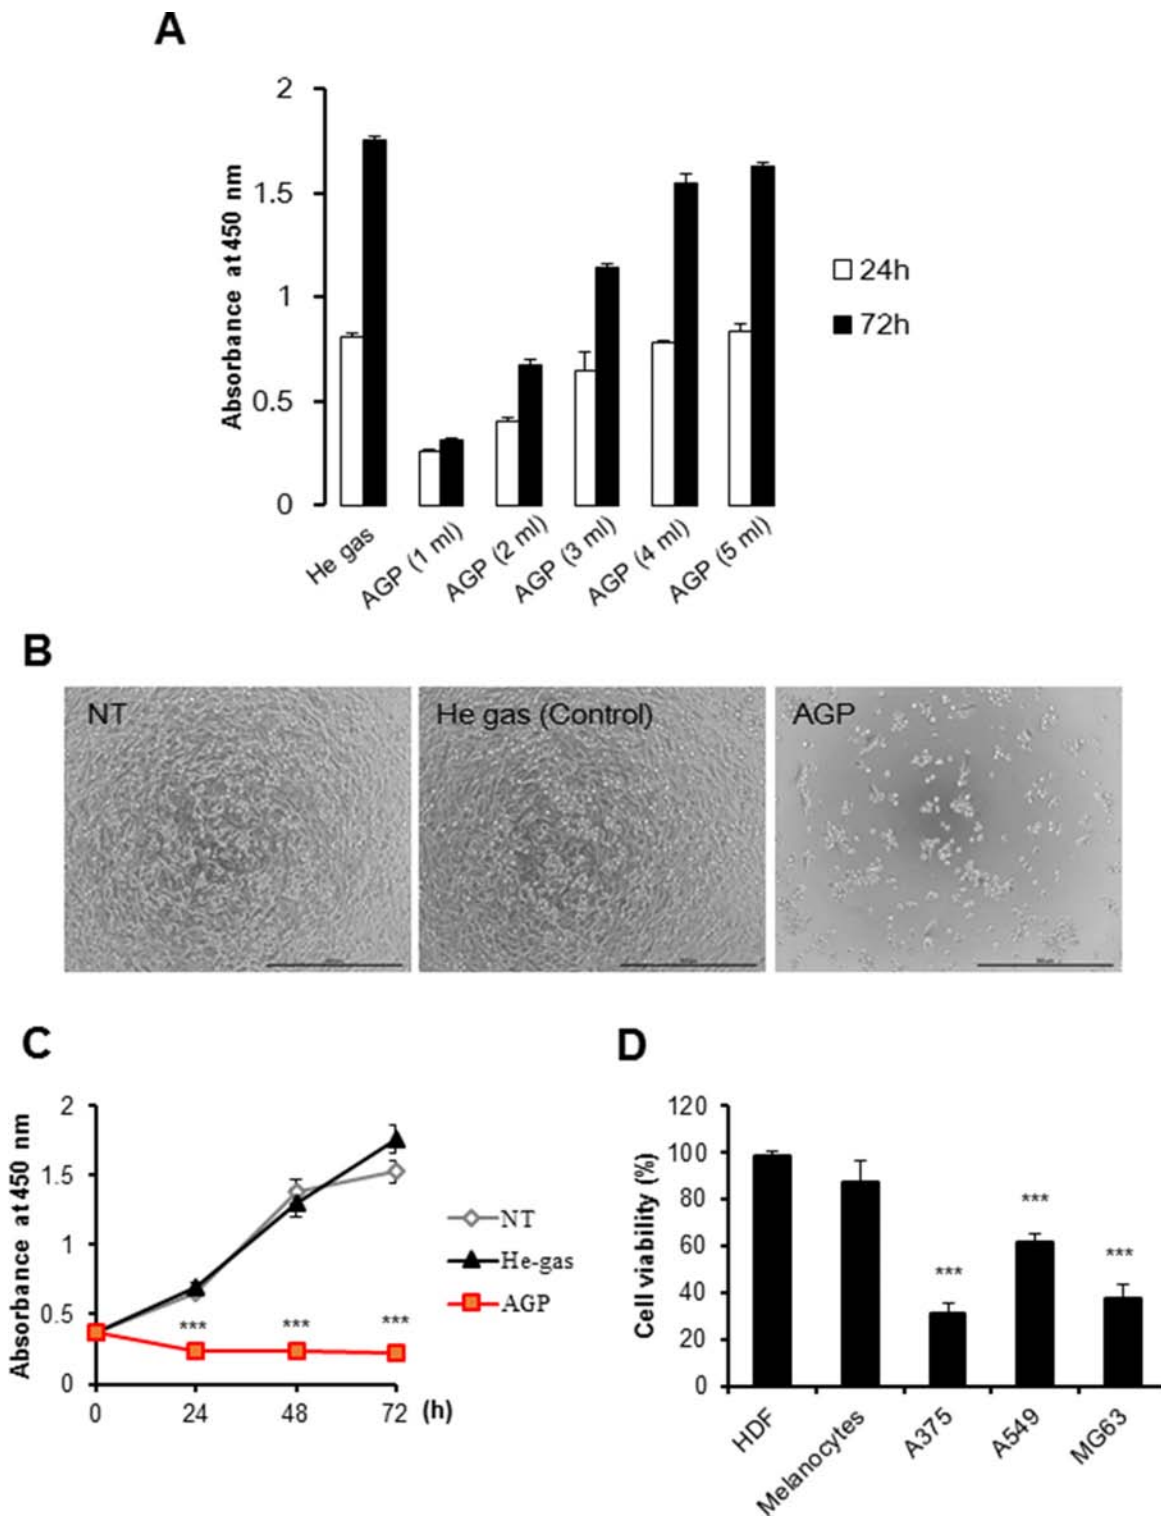 A
Absorbance at 450 nm
2
1.5
1
0.5
0
He gas
AGP (1 ml)
AGP (2 ml)
AGP (3 ml)
AGP (4 ml)
AGP (5 ml)
24h
72h
B
NT
He gas (Control)
AGP
C
Absorbance at 450 nm
2
1.5
1
0.5
0
0
24
48
72
(h)
***
***
***
NT
He-gas
AGP
D
Cell viability (%)
120
100
80
60
40
20
0
***
***
***
HDF
Melanocytes
A375
A549
MG63